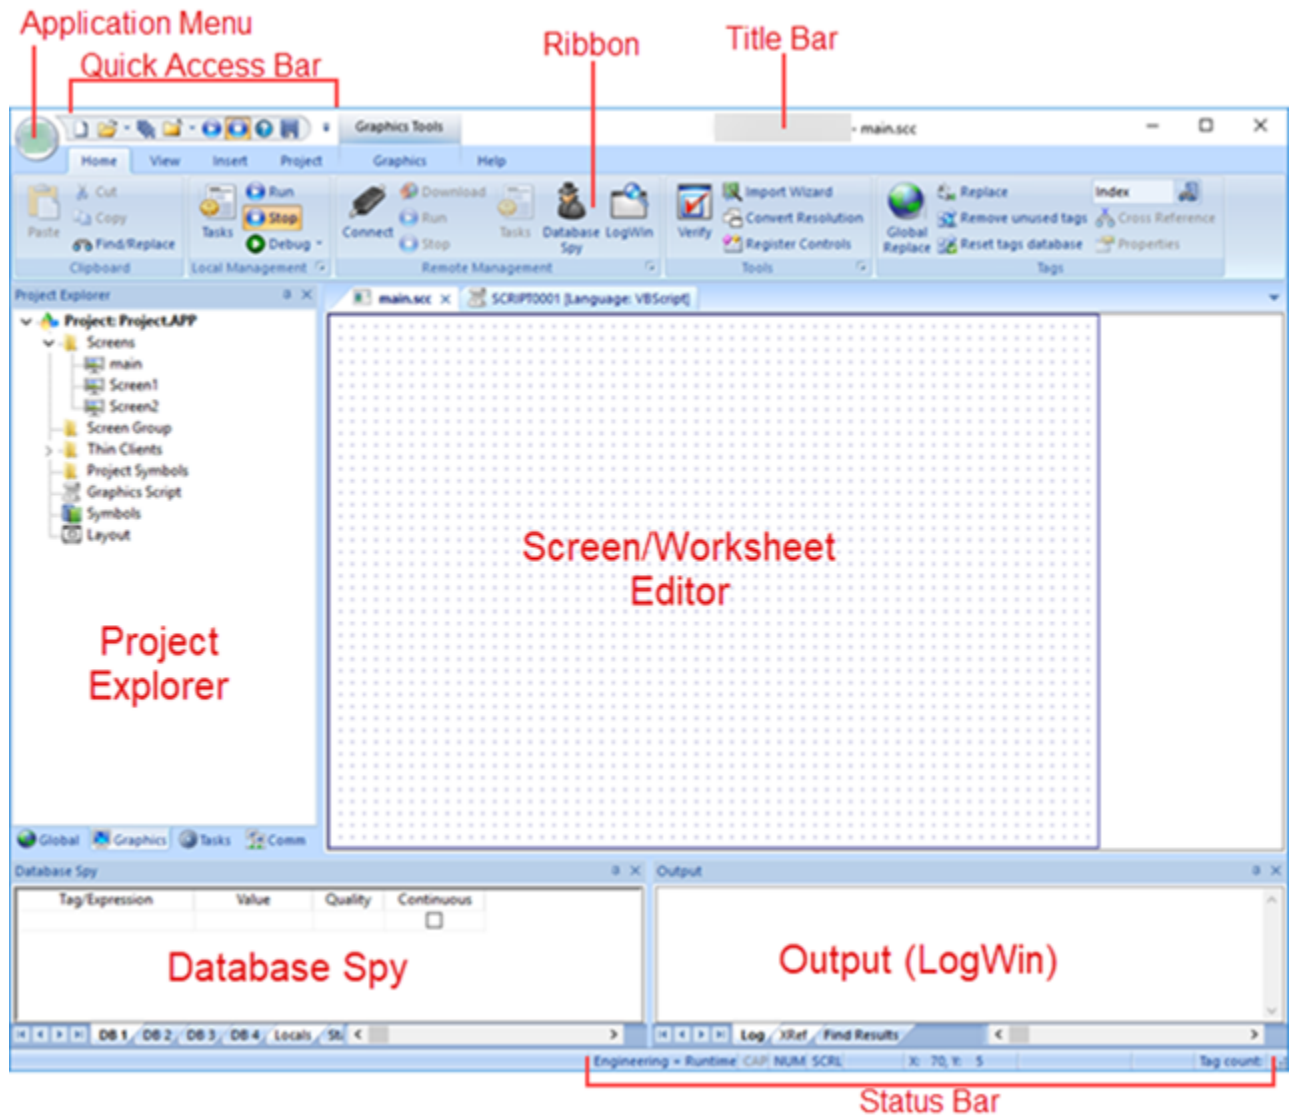 Application Menu
Quick Access Bar
Ribbon
Title Bar
Graphics Tools
- main.scc
Home View Insert Project Graphics Help
Paste
Cut
Copy
Find/Replace
Clipboard
Tasks
Run
Stop
Debug
Local Management
Connect
Download
Run
Stop
Tasks
Database Spy
LogWin
Remote Management
Verify
Import Wizard
Convert Resolution
Register Controls
Tools
Global Replace
Replace
Remove unused tags
Reset tags database
Index
Cross Reference
Properties
Tags
Project Explorer
main.scc
SCRIPT0001 [Language: VBScript]
Project: Project.APP
Screens
main
Screen1
Screen2
Screen Group
Thin Clients
Project Symbols
Graphics Script
Symbols
Layout
Project
Explorer
Screen/Worksheet
Editor
Global Graphics Tasks Comm
Database Spy
Tag/Expression Value Quality Continuous
Database Spy
DB 1 DB 2 DB 3 DB 4 Locals
Output
Output (LogWin)
Log XRef Find Results
Engineering + Runtime CAP NUM SCRL X: 70, Y: 5 Tag count:
Status Bar